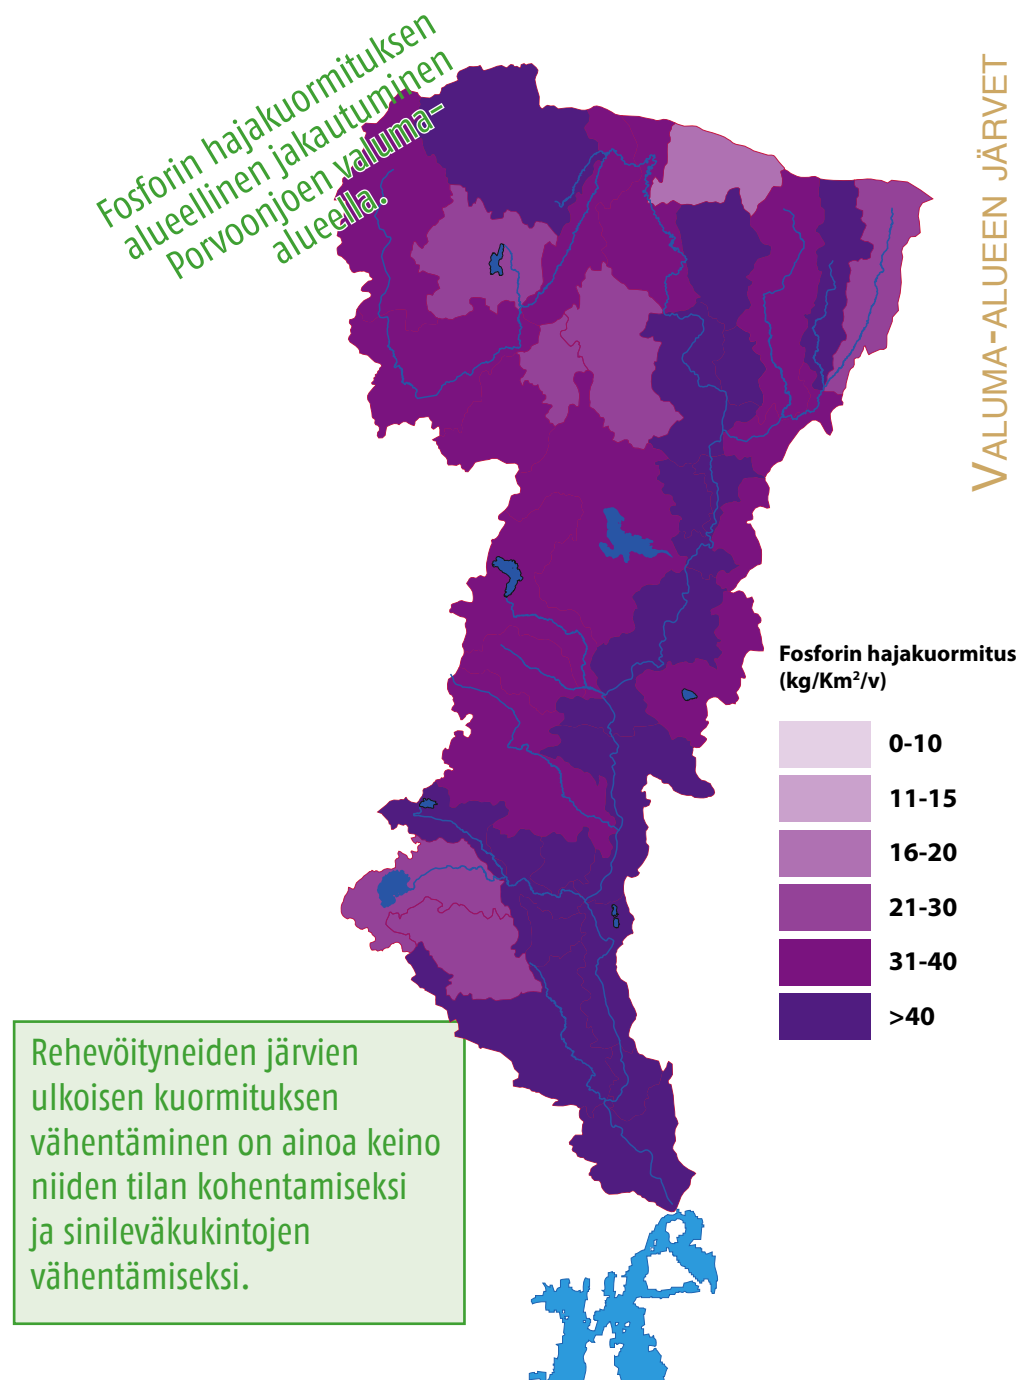 Fosforin hajakuormituksen
alueellinen jakautuminen
Porvoonjoen valuma-
alueella.
VALUMA-ALUEEN JÄRVET
Fosforin hajakuormitus
(kg/Km²/v)
0-10
11-15
16-20
21-30
31-40
>40
Rehevöityneiden järvien
ulkoisen kuormituksen
vähentäminen on ainoa keino
niiden tilan kohentamiseksi
ja sinileväkukintojen
vähentämiseksi.